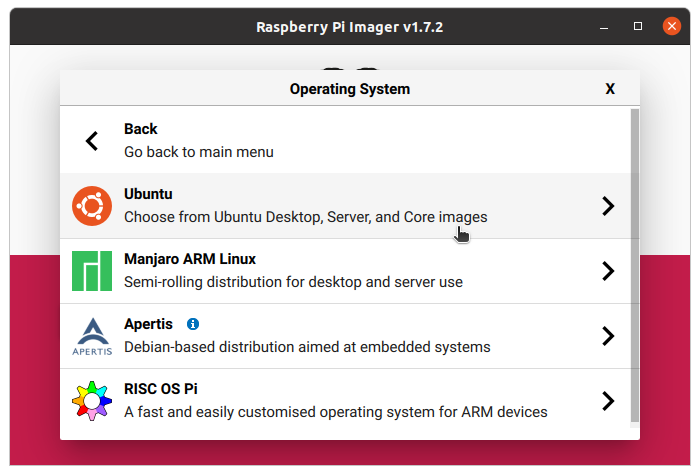 Raspberry Pi Imager v1.7.2
Operating System
X
Back
Go back to main menu
Ubuntu
Choose from Ubuntu Desktop, Server, and Core images
Manjaro ARM Linux
Semi-rolling distribution for desktop and server use
Apertis
Debian-based distribution aimed at embedded systems
APERTIS
RISC OS Pi
A fast and easily customised operating system for ARM devices